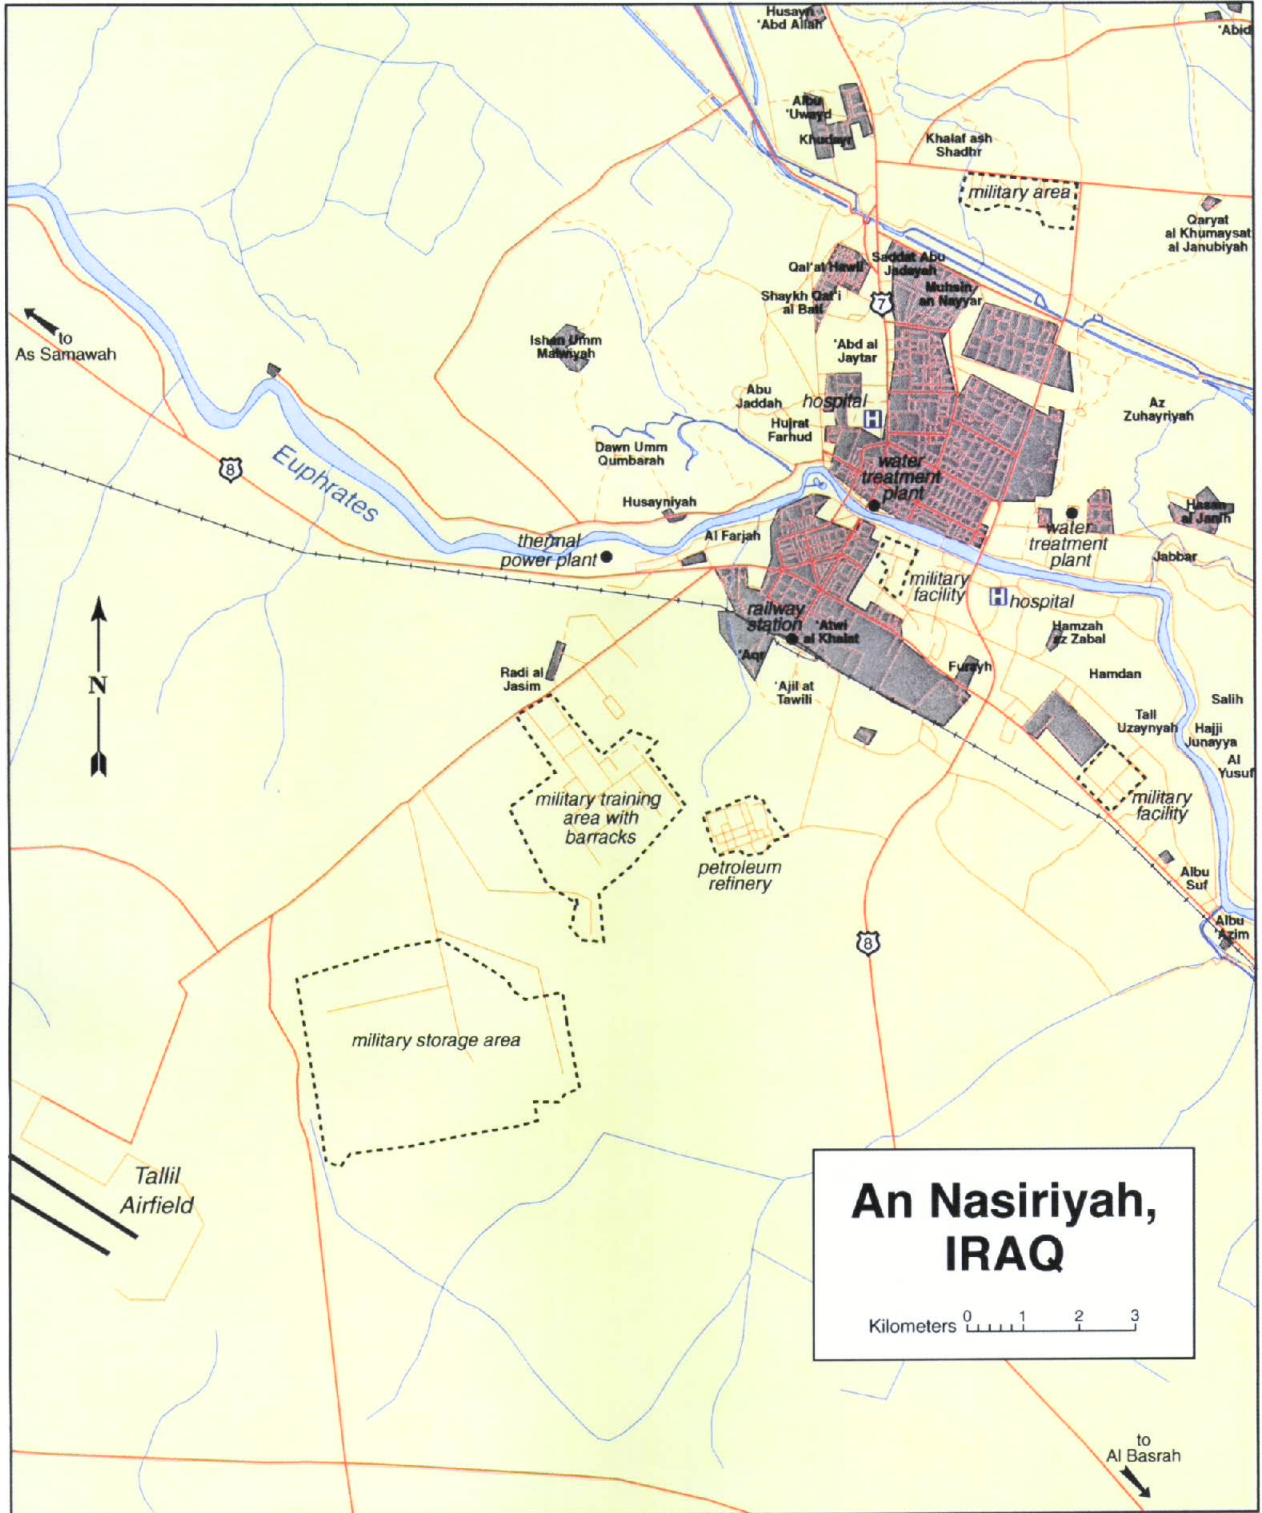 Husayn
'Abd Allah
'Abid
Albu
'Uwayd
Khudayr
Khalaf ash
Shadhr
military area
Qaryat
al Khumaysat
al Janubiyah
Qal'at Hawli
Saddat Abu
Jadayah
Muhsin
an Nayyar
Shaykh Qat'i
al Bati
7
to
As Samawah
Ishan Umm
Malwiyah
'Abd al
Jaytar
Abu
Jaddah
hospital
H
Hujrat
Farhud
Az
Zuhayriyah
Dawn Umm
Qumbarah
8
Euphrates
water
treatment
plant
Husayniyah
Hasan
al Janih
water
treatment
plant
thermal
power plant
Al Farjah
Jabbar
military
facility
H
hospital
N
railway
station
'Atwi
al Khalat
Hamzah
az Zabal
'Aqr
Furayh
Radi al
Jasim
'Ajil at
Tawili
Hamdan
Salih
Tall
Uzaynyah
Hajji
Junayya
Al
Yusuf
military training
area with
barracks
military
facility
petroleum
refinery
Albu
Suf
Albu
'Azim
8
military storage area
Tallil
Airfield
An Nasiriyah,
IRAQ
Kilometers 0 1 2 3
to
Al Basrah